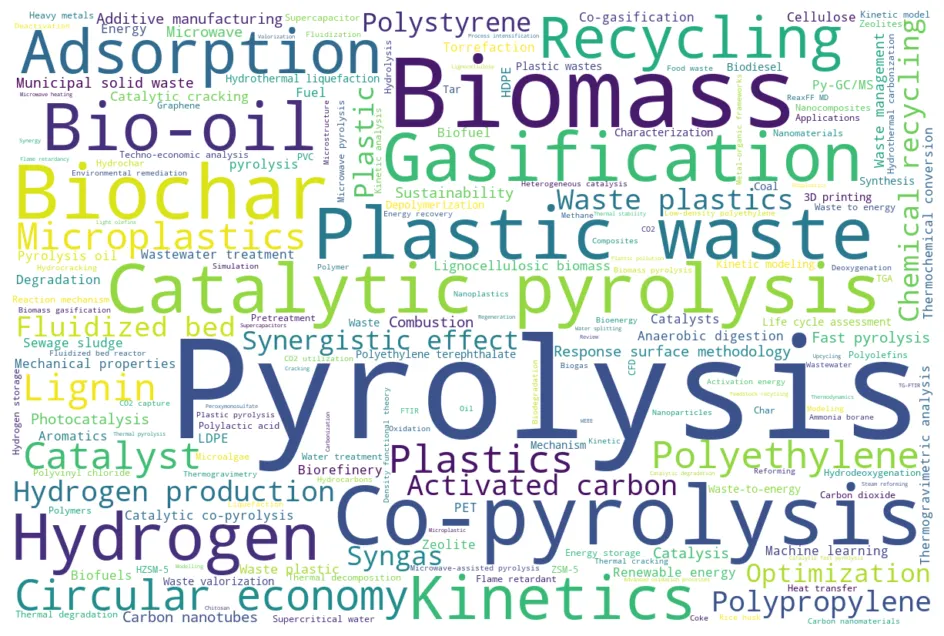 Heavy metals
Additive manufacturing
Supercapacitor
Polystyrene
Co-gasification
Cellulose
Kinetic model
Deactivation
Energy
Microwave
Valorization
Fluidization
Process intensification
Recycling
Zeolites
Adsorption
Hydrolysis
Torrefaction
Biodiesel
Plastic wastes
HDPE
Lignocellulose
Food waste
Biomass
Py-GC/MS
Waste management
Hydrothermal carbonization
Chemical recycling
Thermochemical conversion
Municipal solid waste
Hydrothermal liquefaction
Catalytic cracking
Fuel
Tar
ReaxFF MD
Microwave heating
Graphene
Nanocomposites
Applications
Bio-oil
Microstructure
Microwave pyrolysis
Plastic
Kinetic analysis
Biofuel
Characterization
Metal-organic frameworks
Nanomaterials
Synergy
Flame retardancy
Techno-economic analysis
PVC
Hydrochar
pyrolysis
Environmental remediation
Gasification
Coal
Synthesis
Biochar
Sustainability
Heterogeneous catalysis
3D printing
Depolymerization
Waste plastics
Waste to energy
Energy recovery
Methane
Thermal stability
Low-density polyethylene
Light olefins
Plastic waste
Microplastics
CO2
Composites
Pyrolysis oil
Wastewater treatment
Plastic pollution
Hydrocracking
Simulation
Polymer
Lignocellulosic biomass
Biomass pyrolysis
Kinetic modeling
Deoxygenation
Degradation
TGA
Catalytic pyrolysis
Reaction mechanism
Nanoplastics
Biomass gasification
Pretreatment
Supercapacitors
Regeneration
Waste
Combustion
Bioenergy
Water splitting
Catalysts
Life cycle assessment
Fluidized bed
Synergistic effect
Review
Anaerobic digestion
Fast pyrolysis
Sewage sludge
Fluidized bed reactor
CO2 utilization
Cracking
Polyethylene terephthalate
Biogas
Response surface methodology
Polyolefins
Upcycling
Mechanical properties
CFD
Wastewater
Thermodynamics
Hydrogen storage
Pyrolysis
Lignin
CO2 capture
Peroxymonosulfate
Plastic pyrolysis
Carbonization
Density functional theory
Biodegradation
Activation energy
TG-FTIR
Thermogravimetric analysis
Photocatalysis
Polylactic acid
FTIR
Oil
Nanoparticles
Char
Modeling
Ammonia borane
Oxidation
WEEE
Aromatics
Thermal pyrolysis
LDPE
Mechanism
Kinetic
Catalyst
Microalgae
Water treatment
Biorefinery
Hydrocarbons
Plastics
Polyethylene
Polyvinyl chloride
Thermogravimetry
Catalytic degradation
Reforming
Hydrodeoxygenation
Steam reforming
Hydrogen production
Liquefaction
Activated carbon
Waste-to-energy
Carbon dioxide
Polymers
Catalytic co-pyrolysis
PET
Microplastic
Co-pyrolysis
Hydrogen
Zeolite
Syngas
Energy storage
Catalysis
Machine learning
Thermal cracking
Biofuels
HZSM-5
Modelling
Waste plastic
Microwave-assisted pyrolysis
ZSM-5
Renewable energy
Optimization
Waste valorization
Thermal decomposition
Flame retardant
Heat transfer
Circular economy
Kinetics
Polypropylene
Chitosan
Thermal degradation
Carbon nanotubes
Supercritical water
Coke
Rice husk
Carbon nanomaterials